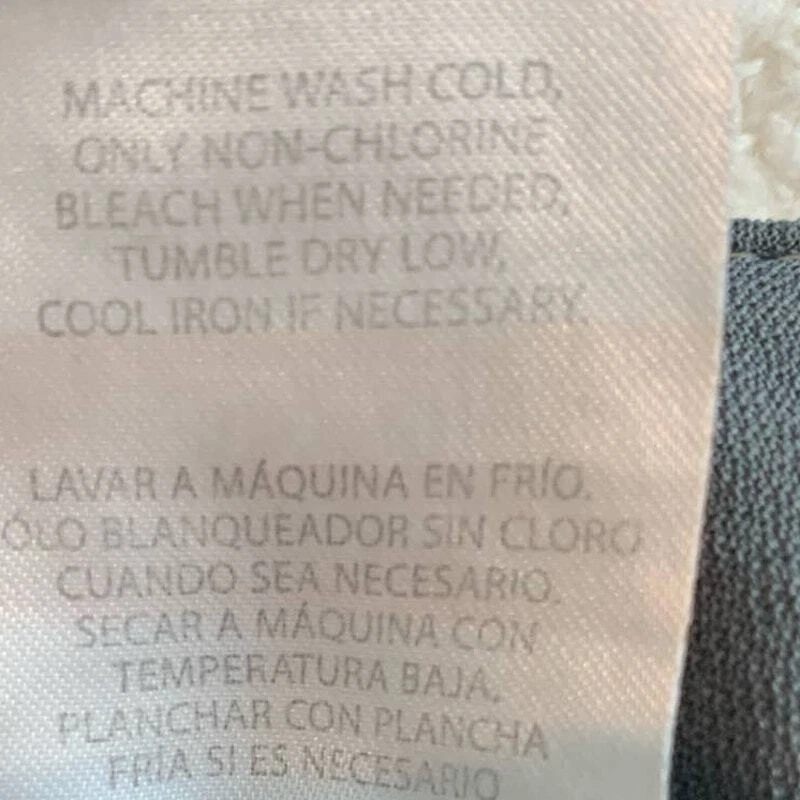 MACHINE WASH COLD,
ONLY NON-CHLORINE
BLEACH WHEN NEEDED,
TUMBLE DRY LOW,
COOL IRON IF NECESSARY.
LAVAR A MÁQUINA EN FRÍO.
SÓLO BLANQUEADOR SIN CLORO
CUANDO SEA NECESARIO.
SECAR A MÁQUINA CON
TEMPERATURA BAJA.
PLANCHAR CON PLANCHA
FRÍA SI ES NECESARIO